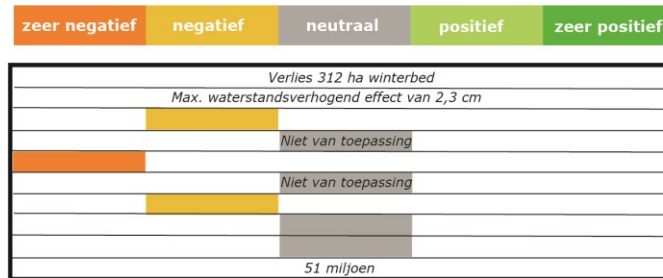 zeer negatief negatief neutraal positief zeer positief
Verlies 312 ha winterbed
Max. waterstandsverhogend effect van 2,3 cm
Niet van toepassing
Niet van toepassing
51 miljoen